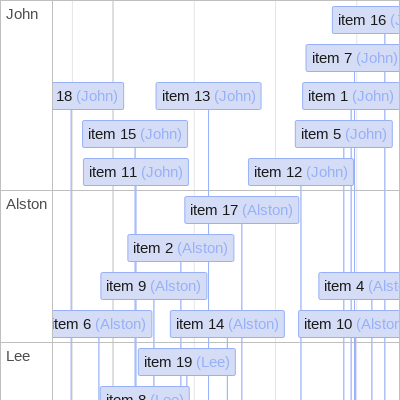 John
item 16 (J
item 7 (John)
18 (John)
item 13 (John)
item 1 (John)
item 15 (John)
item 5 (John)
item 11 (John)
item 12 (John)
Alston
item 17 (Alston)
item 2 (Alston)
item 9 (Alston)
item 4 (Alst
item 6 (Alston)
item 14 (Alston)
item 10 (Alston
Lee
item 19 (Lee)
item 8 (Lee)